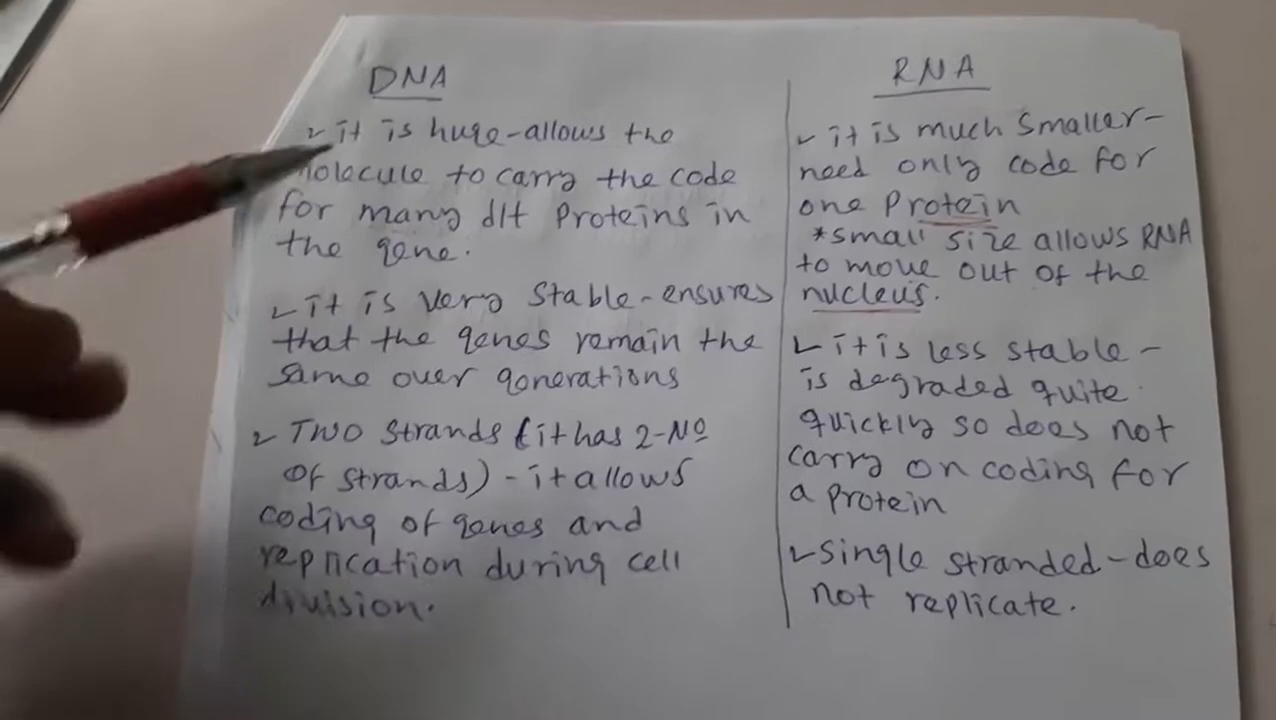 DNA
✓ it is huge-allows the
molecule to carry the code
for many dIt Proteins in
the gene.
✓ it is very stable-ensures
that the genes remain the
same over generations
✓ TWO strands (it has 2-Nº
of strands) - it allows
coding of genes and
replication during cell
division.
RNA
✓ it is much smaller-
need only code for
one Protein
*small size allows RNA
to move out of the
nucleus.
✓ it is less stable -
is degraded quite
quickly so does not
carry on coding for
a protein
✓ single stranded-does
not replicate.